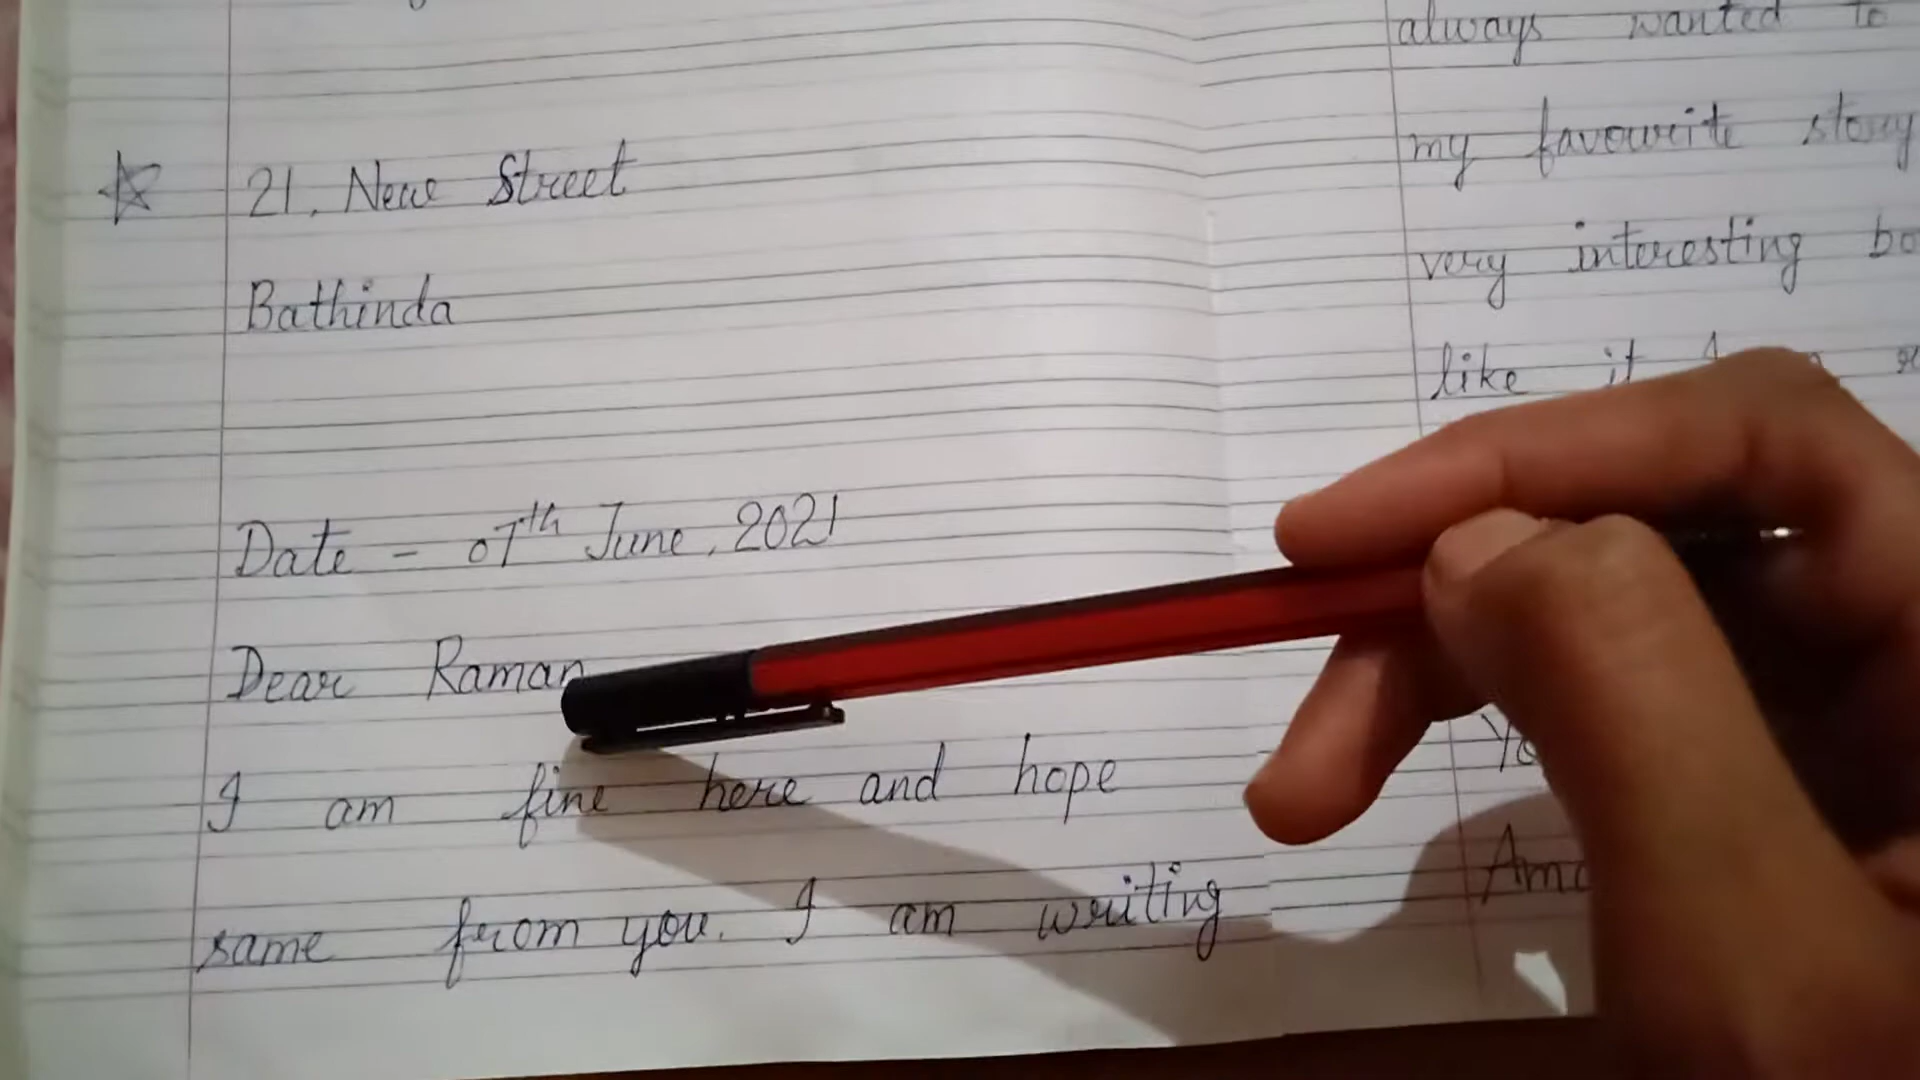 21, New Street
Bathinda
Date - 07th June, 2021
Dear Raman
I am fine here and hope
same from you. I am writing
always wanted to
my favourite story
very interesting
like it